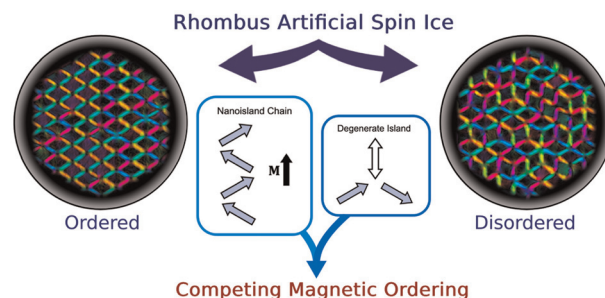 Rhombus Artificial Spin Ice
Nanoisland Chain
M
Degenerate Island
Ordered
Disordered
Competing Magnetic Ordering